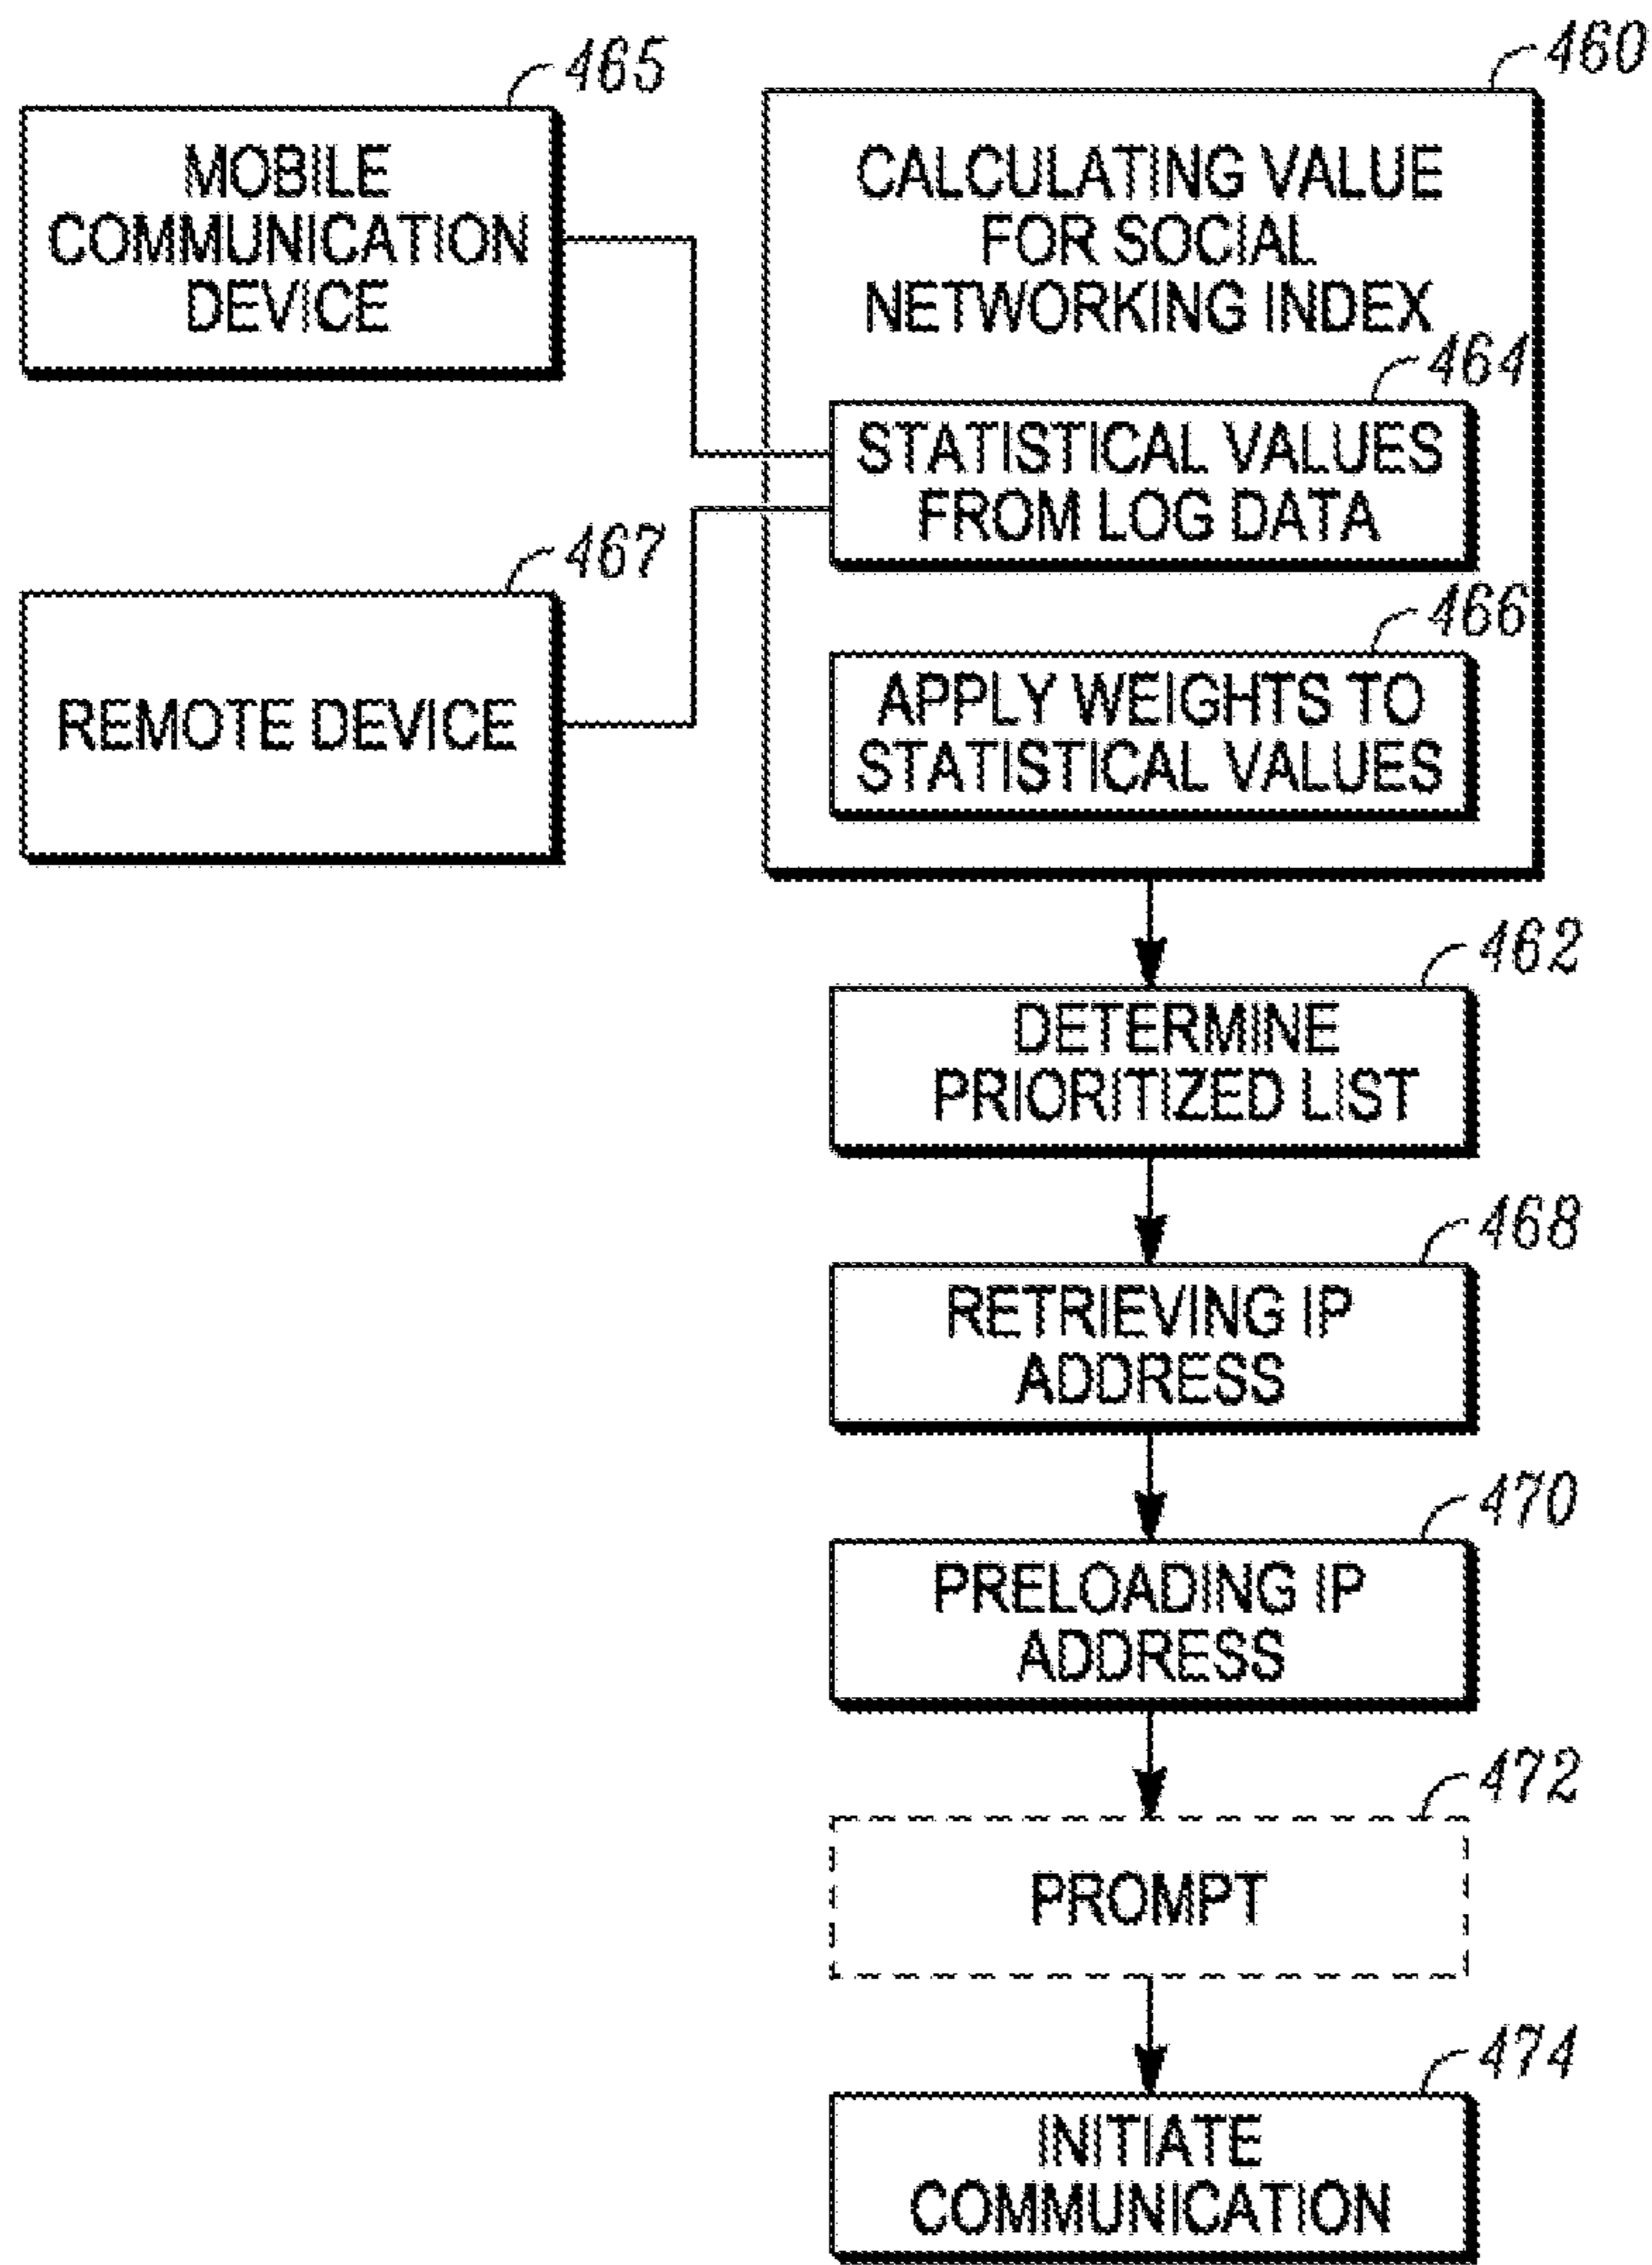 465
MOBILE
COMMUNICATION
DEVICE
460
CALCULATING VALUE
FOR SOCIAL
NETWORKING INDEX
464
STATISTICAL VALUES
FROM LOG DATA
467
REMOTE DEVICE
466
APPLY WEIGHTS TO
STATISTICAL VALUES
462
DETERMINE
PRIORITIZED LIST
468
RETRIEVING IP
ADDRESS
470
PRELOADING IP
ADDRESS
472
PROMPT
474
INITIATE
COMMUNICATION